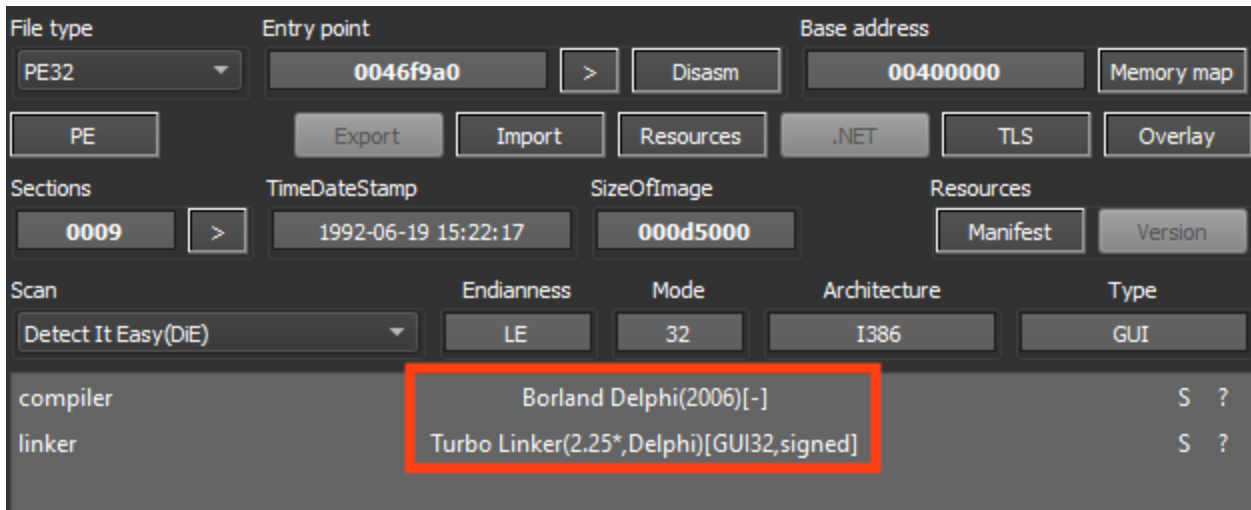 File type Entry point Base address
PE32 0046f9a0 > Disasm 00400000 Memory map
PE Export Import Resources .NET TLS Overlay
Sections TimeDateStamp SizeOfImage Resources
0009 > 1992-06-19 15:22:17 000d5000 Manifest Version
Scan Endianness Mode Architecture Type
Detect It Easy(DiE) LE 32 I386 GUI
compiler Borland Delphi(2006)[-] S ?
linker Turbo Linker(2.25*,Delphi)[GUI32,signed] S ?